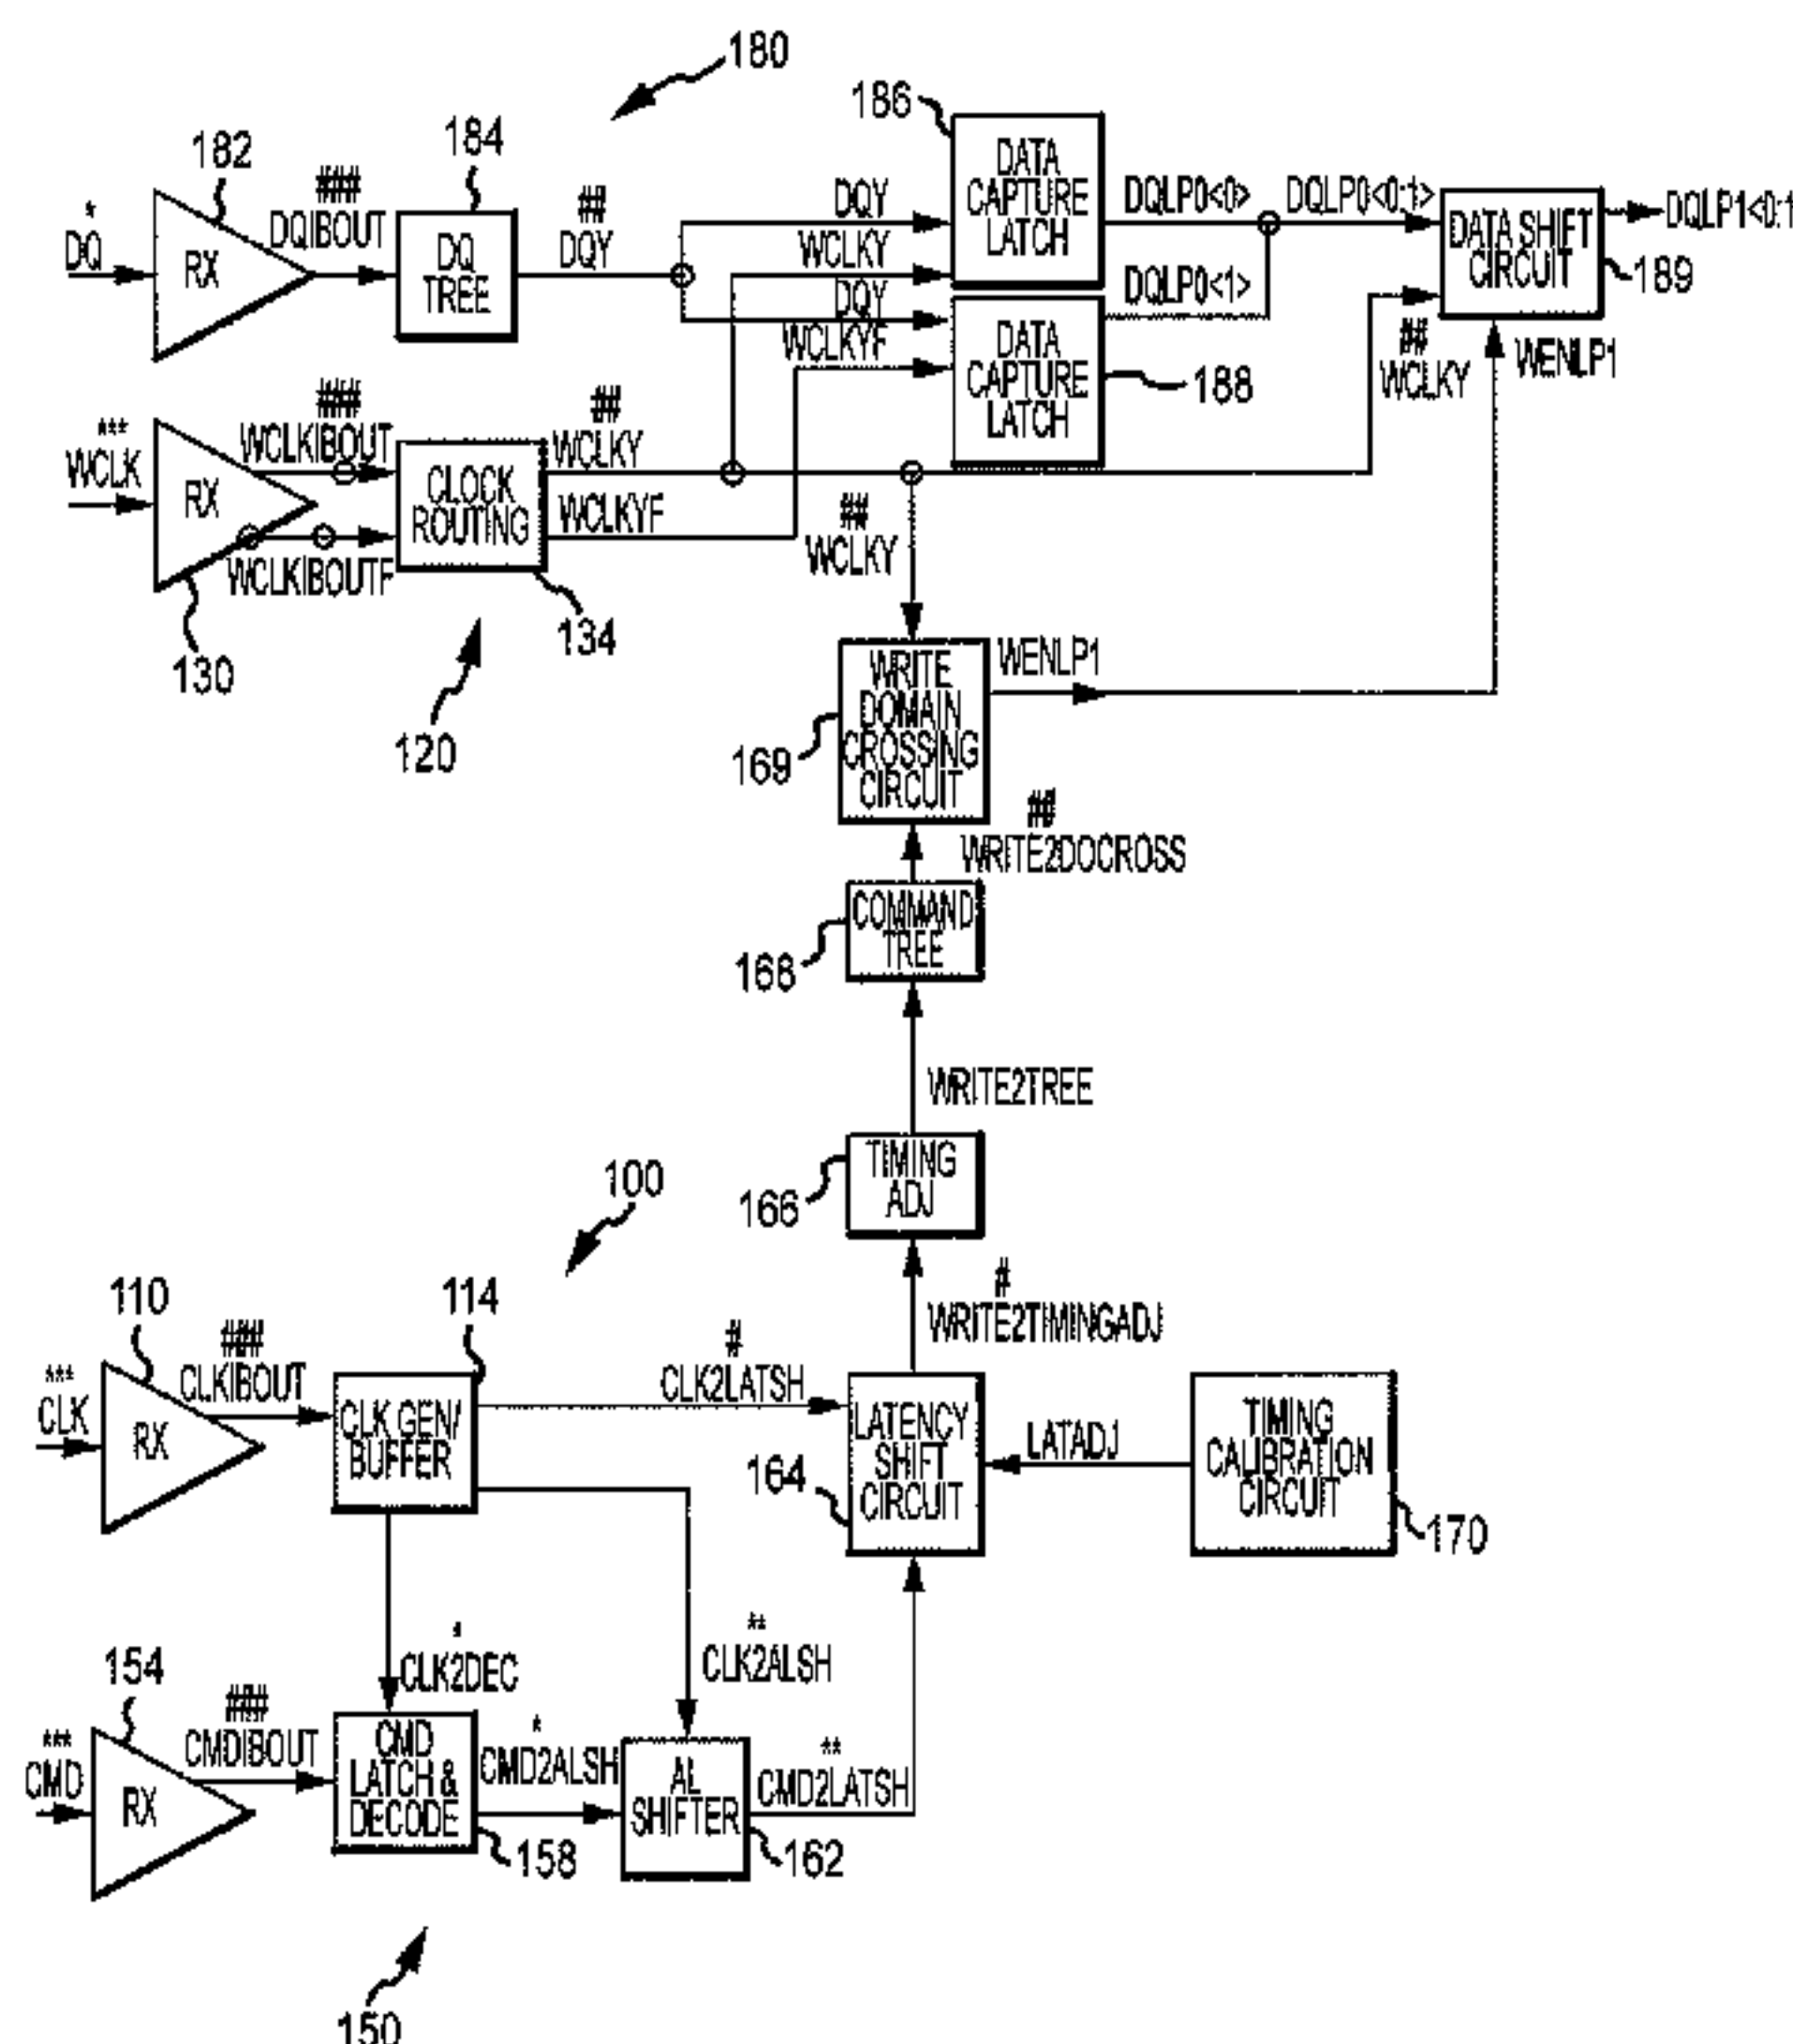 180
182
184
186
*
DQ
RX
###
DQIBOUT
DQ
TREE
##
DQY
DQY
WCLKY
DQY
WCLKYF
DATA
CAPTURE
LATCH
DATA
CAPTURE
LATCH
188
DQLP0<0>
DQLP0<1>
DQLP0<0:1>
DATA SHIFT
CIRCUIT
DQLP1<0:1
189
##
WCLKY
WENLP1
***
WCLK
RX
###
WCLKIBOUT
WCLKIBOUTF
CLOCK
ROUTING
##
WCLKY
WCLKYF
##
WCLKY
130
134
120
WRITE
DOMAIN
CROSSING
CIRCUIT
169
WENLP1
##
WRITE2DOCROSS
COMMAND
TREE
168
WRITE2TREE
TIMING
ADJ
166
100
#
WRITE2TIMINGADJ
110
114
***
CLK
RX
###
CLKIBOUT
CLK GEN/
BUFFER
#
CLK2LATSH
LATENCY
SHIFT
CIRCUIT
164
LATADJ
TIMING
CALIBRATION
CIRCUIT
170
*
CLK2DEC
**
CLK2ALSH
154
***
CMD
RX
###
CMDIBOUT
CMD
LATCH &
DECODE
158
*
CMD2ALSH
AL
SHIFTER
162
**
CMD2LATSH
150